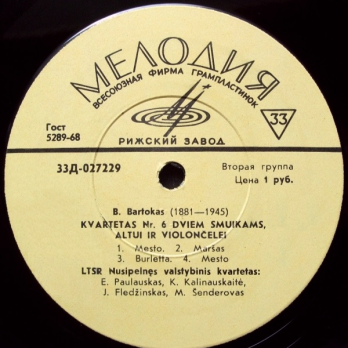 МЕЛОДИЯ
ВСЕСОЮЗНАЯ ФИРМА ГРАМПЛАСТИНОК
Гост
5289-68
33
РИЖСКИЙ ЗАВОД
33Д-027229
Вторая группа
Цена 1 руб.
B. Bartokas (1881—1945)
KVARTETAS Nr. 6 DVIEM SMUIKAMS,
ALTUI IR VIOLONČELEI
1. Mesto. 2. Maršas
3. Burletta. 4. Mesto
LTSR Nusipelnęs valstybinis kvartetas:
E. Paulauskas, K. Kalinauskaitė,
J. Fledžinskas, M. Šenderovas